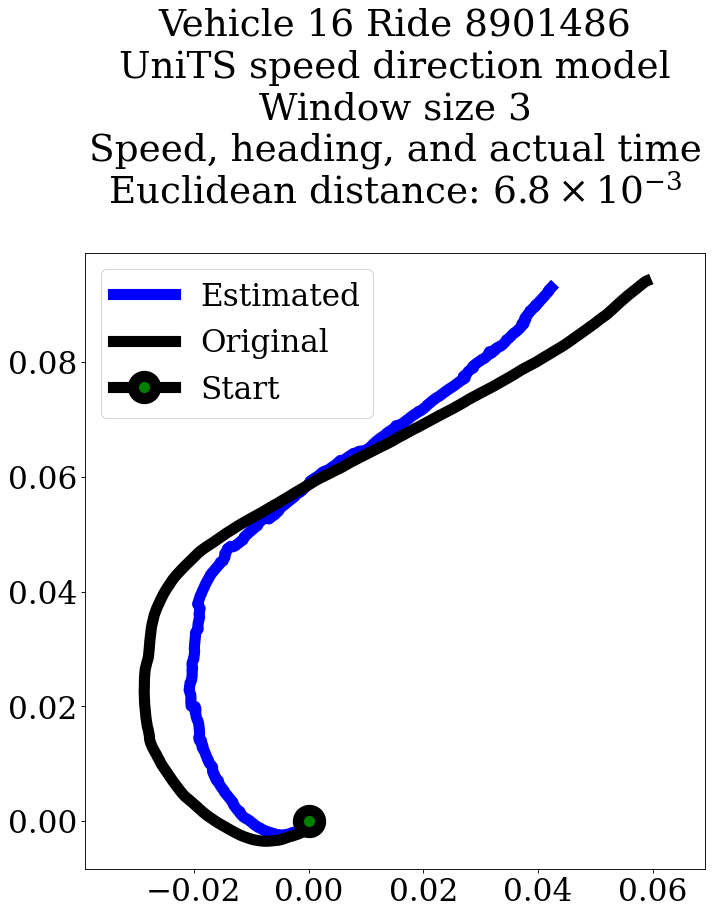 Vehicle 16 Ride 8901486
UniTS speed direction model
Window size 3
Speed, heading, and actual time
Euclidean distance: 6.8 × 10⁻³
Estimated
Original
Start
0.08
0.06
0.04
0.02
0.00
−0.02 0.00 0.02 0.04 0.06